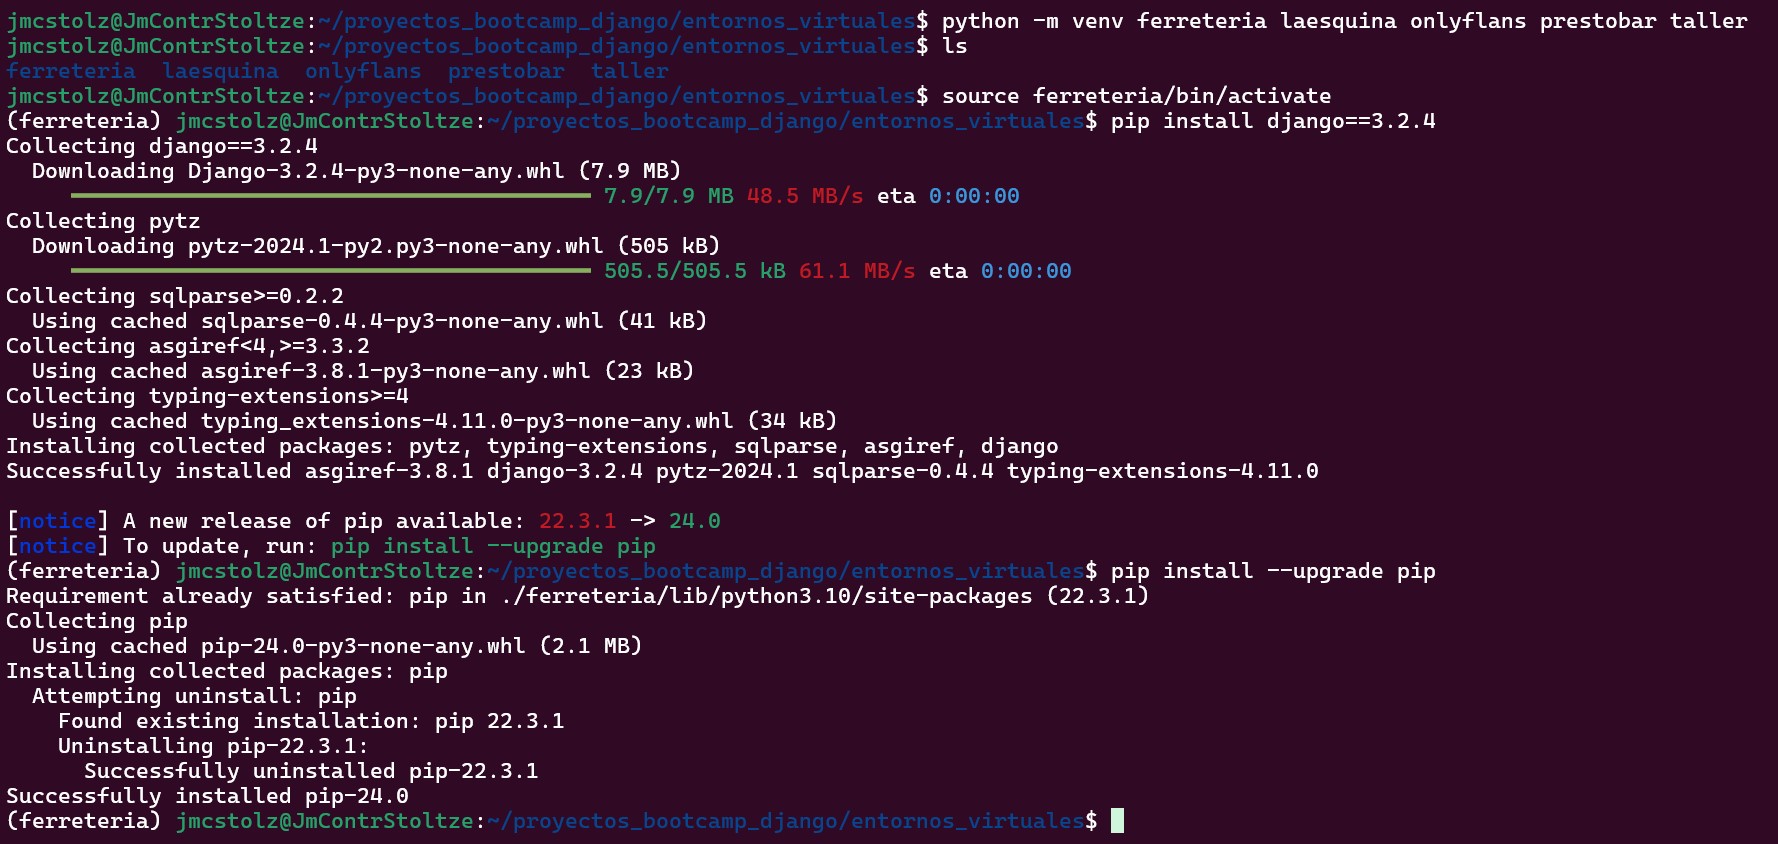 jmcstolz@JmContrStoltze:~/proyectos_bootcamp_django/entornos_virtuales$ python -m venv ferreteria laesquina onlyflans prestobar taller
jmcstolz@JmContrStoltze:~/proyectos_bootcamp_django/entornos_virtuales$ ls
ferreteria  laesquina  onlyflans  prestobar  taller
jmcstolz@JmContrStoltze:~/proyectos_bootcamp_django/entornos_virtuales$ source ferreteria/bin/activate
(ferreteria) jmcstolz@JmContrStoltze:~/proyectos_bootcamp_django/entornos_virtuales$ pip install django==3.2.4
Collecting django==3.2.4
  Downloading Django-3.2.4-py3-none-any.whl (7.9 MB)
7.9/7.9 MB 48.5 MB/s eta 0:00:00
Collecting pytz
  Downloading pytz-2024.1-py2.py3-none-any.whl (505 kB)
505.5/505.5 kB 61.1 MB/s eta 0:00:00
Collecting sqlparse>=0.2.2
  Using cached sqlparse-0.4.4-py3-none-any.whl (41 kB)
Collecting asgiref<4,>=3.3.2
  Using cached asgiref-3.8.1-py3-none-any.whl (23 kB)
Collecting typing-extensions>=4
  Using cached typing_extensions-4.11.0-py3-none-any.whl (34 kB)
Installing collected packages: pytz, typing-extensions, sqlparse, asgiref, django
Successfully installed asgiref-3.8.1 django-3.2.4 pytz-2024.1 sqlparse-0.4.4 typing-extensions-4.11.0
[notice] A new release of pip available: 22.3.1 -> 24.0
[notice] To update, run: pip install --upgrade pip
(ferreteria) jmcstolz@JmContrStoltze:~/proyectos_bootcamp_django/entornos_virtuales$ pip install --upgrade pip
Requirement already satisfied: pip in ./ferreteria/lib/python3.10/site-packages (22.3.1)
Collecting pip
  Using cached pip-24.0-py3-none-any.whl (2.1 MB)
Installing collected packages: pip
  Attempting uninstall: pip
    Found existing installation: pip 22.3.1
    Uninstalling pip-22.3.1:
      Successfully uninstalled pip-22.3.1
Successfully installed pip-24.0
(ferreteria) jmcstolz@JmContrStoltze:~/proyectos_bootcamp_django/entornos_virtuales$